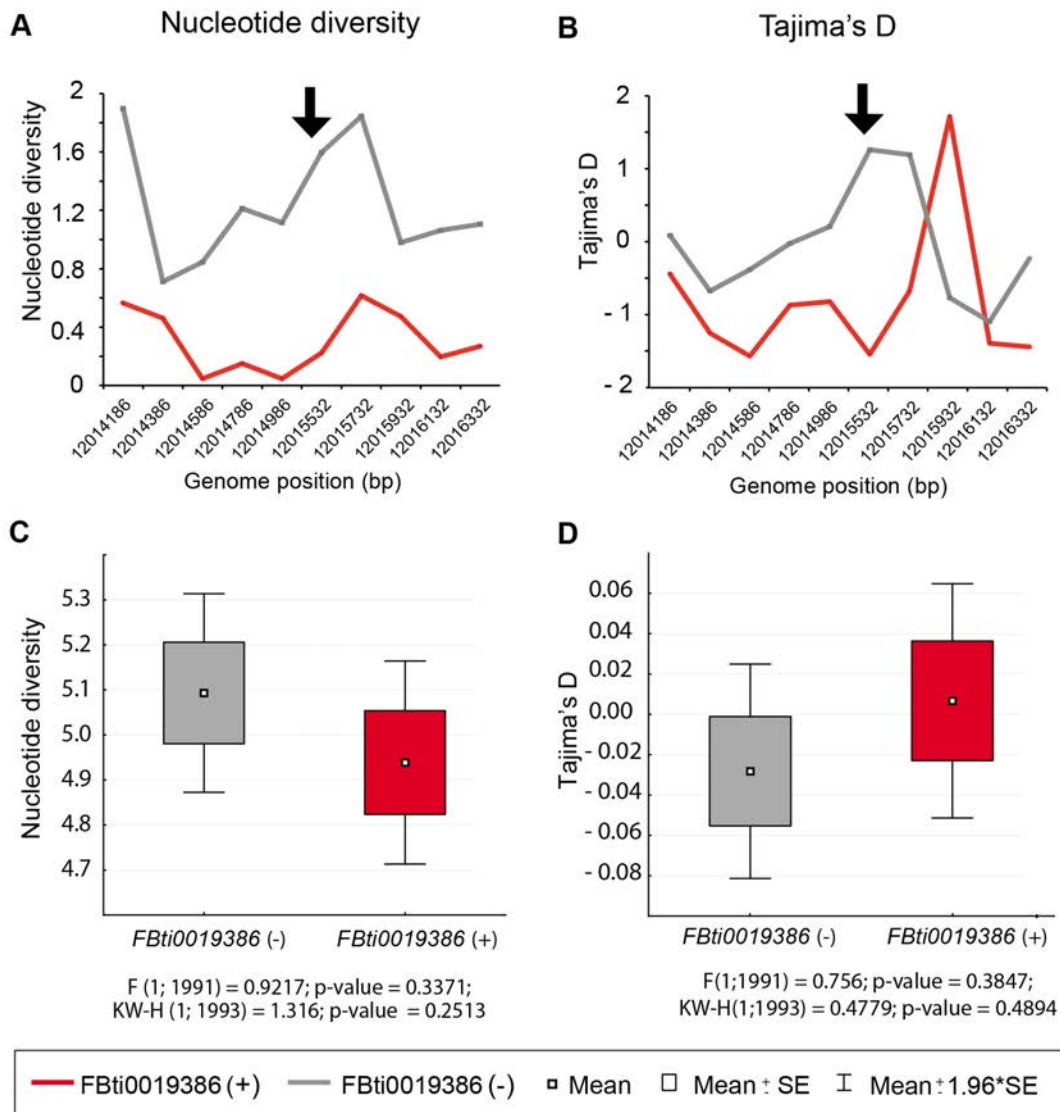 A Nucleotide diversity
Nucleotide diversity
2
1.6
1.2
0.8
0.4
0
12014186 12014386 12014586 12014786 12014986 12015532 12015732 12015932 12016132 12016332
Genome position (bp)
B Tajima's D
Tajima's D
2
1
0
- 1
- 2
12014186 12014386 12014586 12014786 12014986 12015532 12015732 12015932 12016132 12016332
Genome position (bp)
C
Nucleotide diversity
5.3
5.2
5.1
5.0
4.9
4.8
4.7
FBti0019386 (-) FBti0019386 (+)
F (1; 1991) = 0.9217; p-value = 0.3371;
KW-H (1; 1993) = 1.316; p-value = 0.2513
D
Tajima's D
0.06
0.04
0.02
0.00
- 0.02
- 0.04
- 0.06
- 0.08
FBti0019386 (-) FBti0019386 (+)
F(1;1991) = 0.756; p-value = 0.3847;
KW-H(1;1993) = 0.4779; p-value = 0.4894
FBti0019386 (+) FBti0019386 (-) Mean Mean ± SE Mean ± 1.96*SE